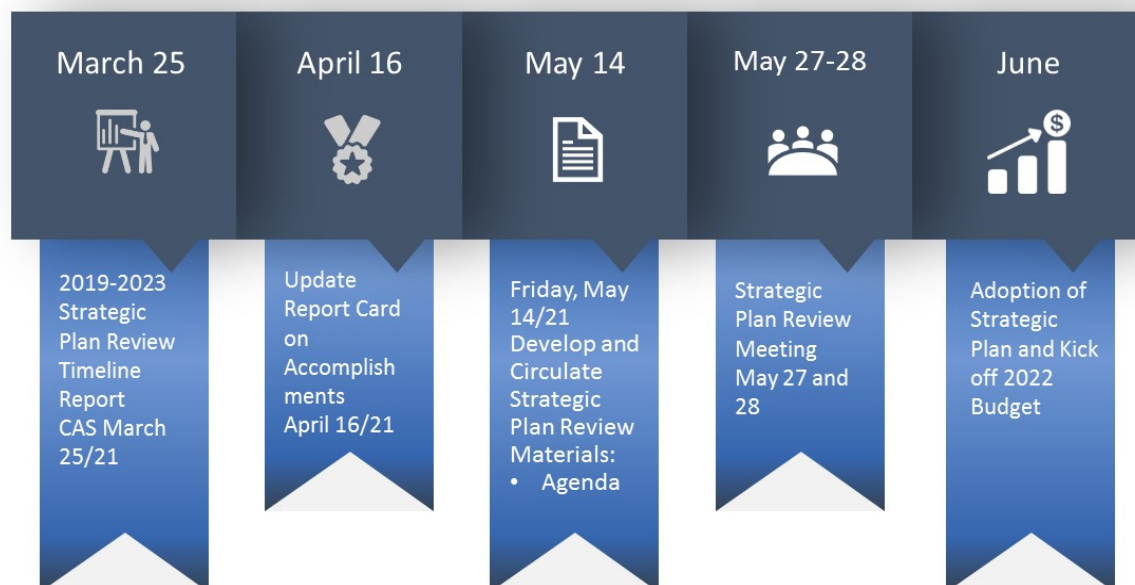 March 25
2019-2023
Strategic
Plan Review
Timeline
Report
CAS March
25/21
April 16
Update
Report Card
on
Accomplish
ments
April 16/21
May 14
Friday, May
14/21
Develop and
Circulate
Strategic
Plan Review
Materials:
• Agenda
May 27-28
Strategic
Plan Review
Meeting
May 27 and
28
June
$
Adoption of
Strategic
Plan and Kick
off 2022
Budget